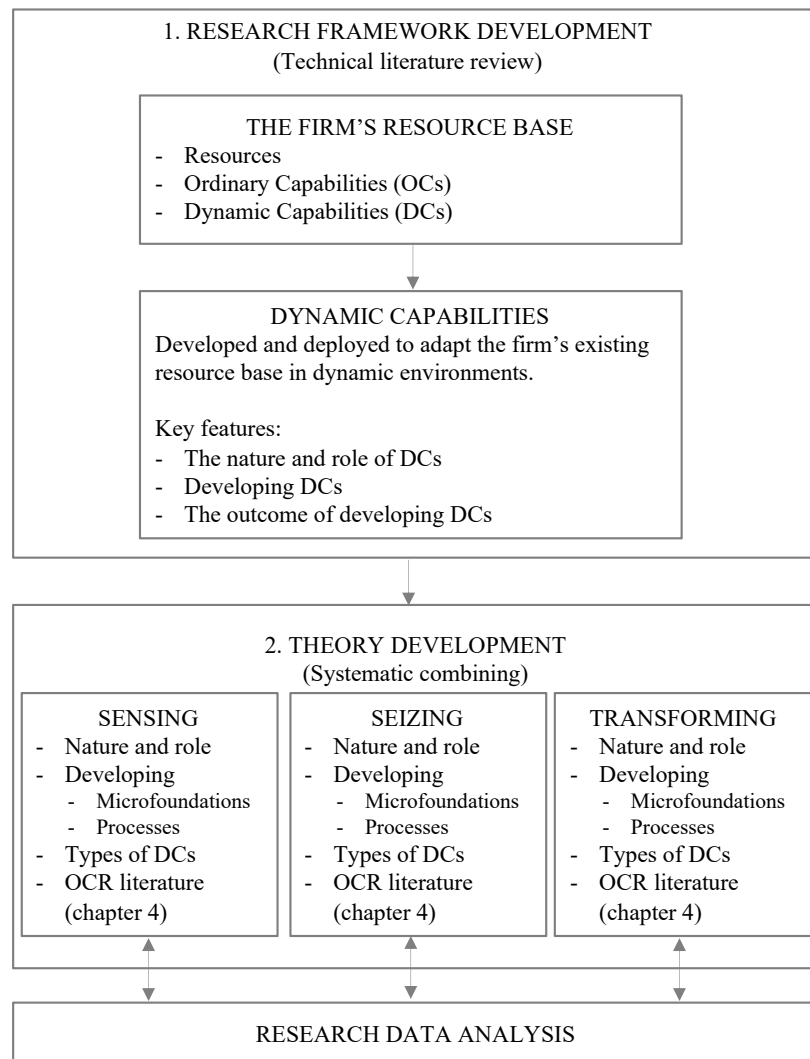 1. RESEARCH FRAMEWORK DEVELOPMENT
(Technical literature review)
THE FIRM’S RESOURCE BASE
- Resources
- Ordinary Capabilities (OCs)
- Dynamic Capabilities (DCs)
DYNAMIC CAPABILITIES
Developed and deployed to adapt the firm’s existing
resource base in dynamic environments.
Key features:
- The nature and role of DCs
- Developing DCs
- The outcome of developing DCs
2. THEORY DEVELOPMENT
(Systematic combining)
SENSING
- Nature and role
- Developing
- Microfoundations
- Processes
- Types of DCs
- OCR literature
(chapter 4)
SEIZING
- Nature and role
- Developing
- Microfoundations
- Processes
- Types of DCs
- OCR literature
(chapter 4)
TRANSFORMING
- Nature and role
- Developing
- Microfoundations
- Processes
- Types of DCs
- OCR literature
(chapter 4)
RESEARCH DATA ANALYSIS